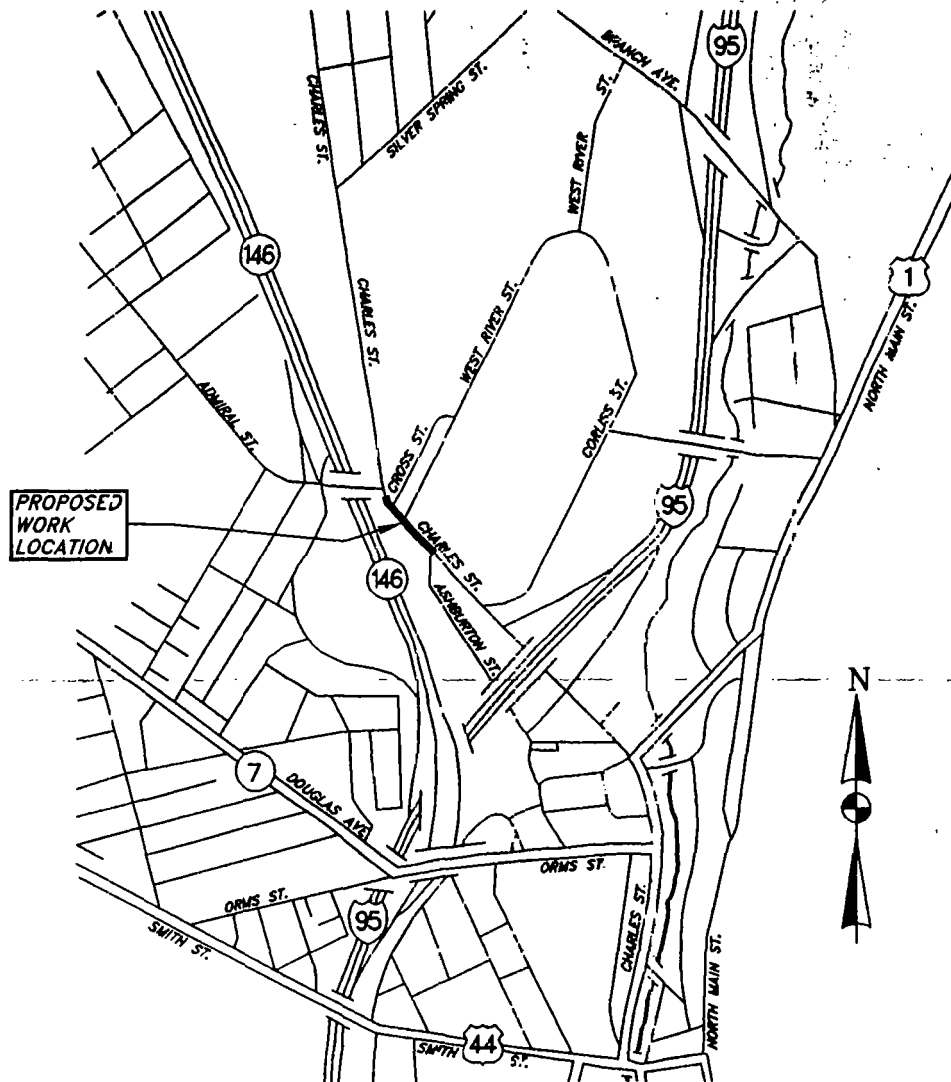 95
BRANCH AVE.
CHARLES ST.
SILVER SPRING ST.
WEST RIVER ST.
146
1
NORTH MAIN ST.
CHARLES ST.
WEST RIVER ST.
ADMIRAL ST.
CORLISS ST.
CROSS ST.
PROPOSED
WORK
LOCATION
95
CHARLES ST.
146
ASHBURTON ST.
N
7
DOUGLAS AVE.
ORMS ST.
ORMS ST.
95
CHARLES ST.
SMITH ST.
NORTH MAIN ST.
SMITH ST.
44